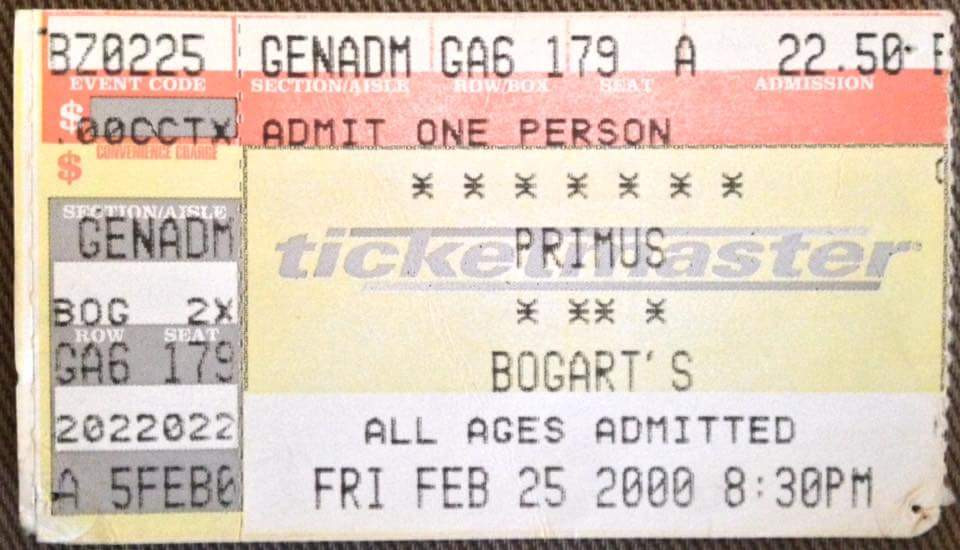 BZ0225 GENADM GA6 179 A 22.50
EVENT CODE SECTION/AISLE ROW/BOX SEAT ADMISSION
$ .00CCTX ADMIT ONE PERSON
$ CONVENIENCE CHARGE
* * * * * * *
SECTION/AISLE
GENADM
ticketmaster
PRIMUS
BOG 2X
* ** *
ROW SEAT
GA6 179
BOGART'S
2022022
ALL AGES ADMITTED
A 5FEB0
FRI FEB 25 2000 8:30PM